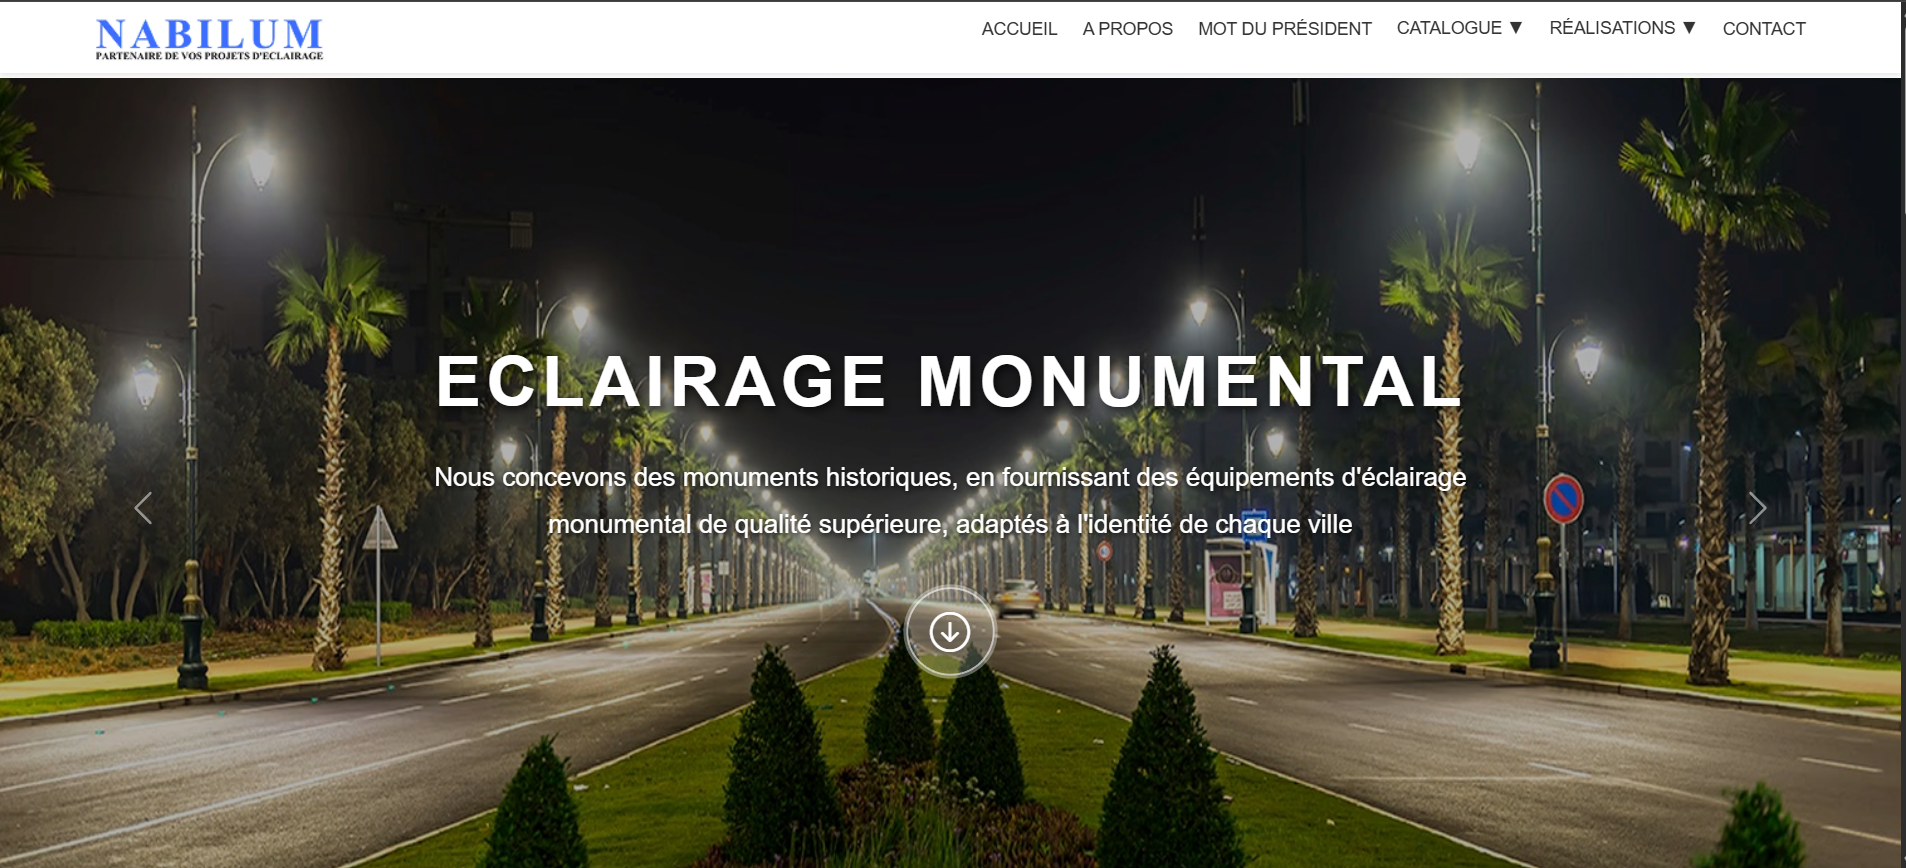 NABILUM
PARTENAIRE DE VOS PROJETS D'ECLAIRAGE
ACCUEIL A PROPOS MOT DU PRÉSIDENT CATALOGUE ▼ RÉALISATIONS ▼ CONTACT
ECLAIRAGE MONUMENTAL
Nous concevons des monuments historiques, en fournissant des équipements d'éclairage
monumental de qualité supérieure, adaptés à l'identité de chaque ville